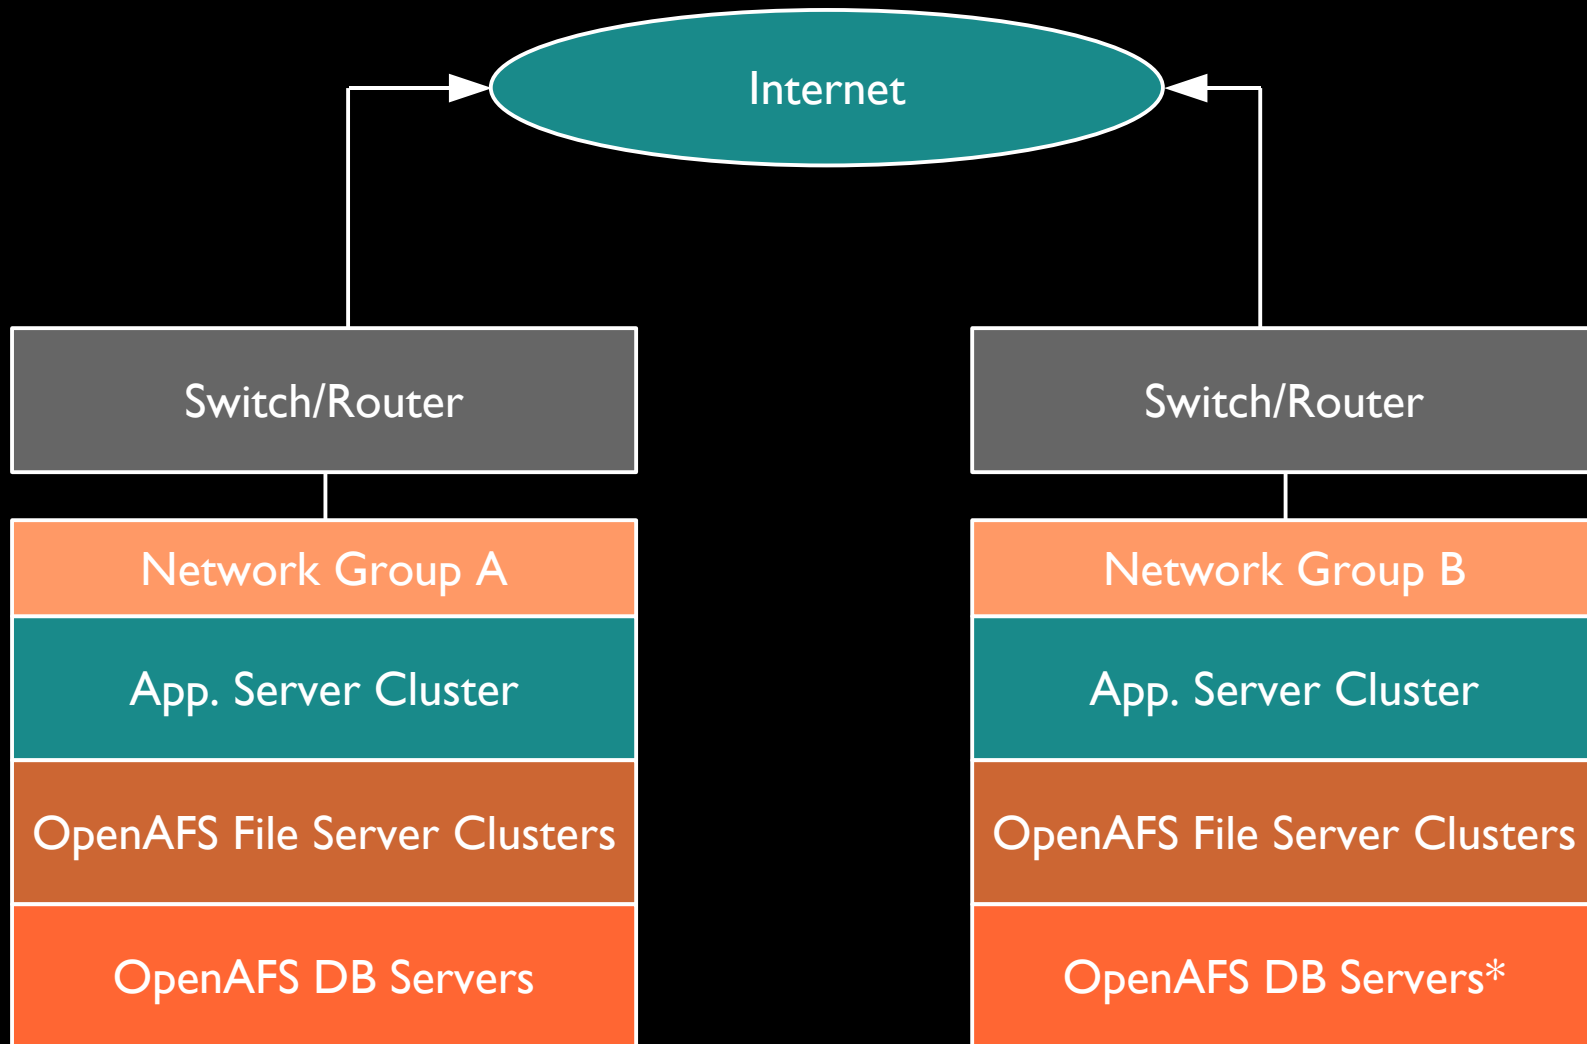 Internet
Switch/Router
Switch/Router
Network Group A
Network Group B
App. Server Cluster
App. Server Cluster
OpenAFS File Server Clusters
OpenAFS File Server Clusters
OpenAFS DB Servers
OpenAFS DB Servers*